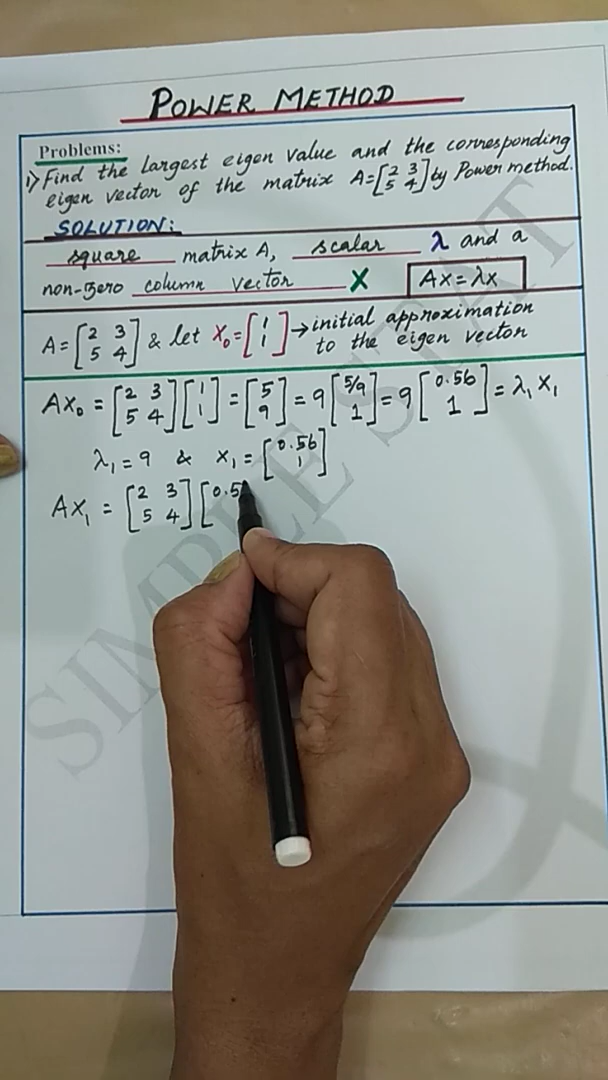 POWER METHOD
Problems:
1) Find the largest eigen value and the corresponding
eigen vector of the matrix A=[2 3; 5 4] by Power method.
SOLUTION:
square matrix A, scalar λ and a
non-zero column vector X AX=λX
A = [2 3; 5 4] & let X₀ = [1; 1] → initial approximation
to the eigen vector
AX₀ = [2 3; 5 4] [1; 1] = [5; 9] = 9 [5/9; 1] = 9 [0.56; 1] = λ₁ X₁
λ₁ = 9 & X₁ = [0.56; 1]
AX₁ = [2 3; 5 4] [0.5
SIMPLE STAT